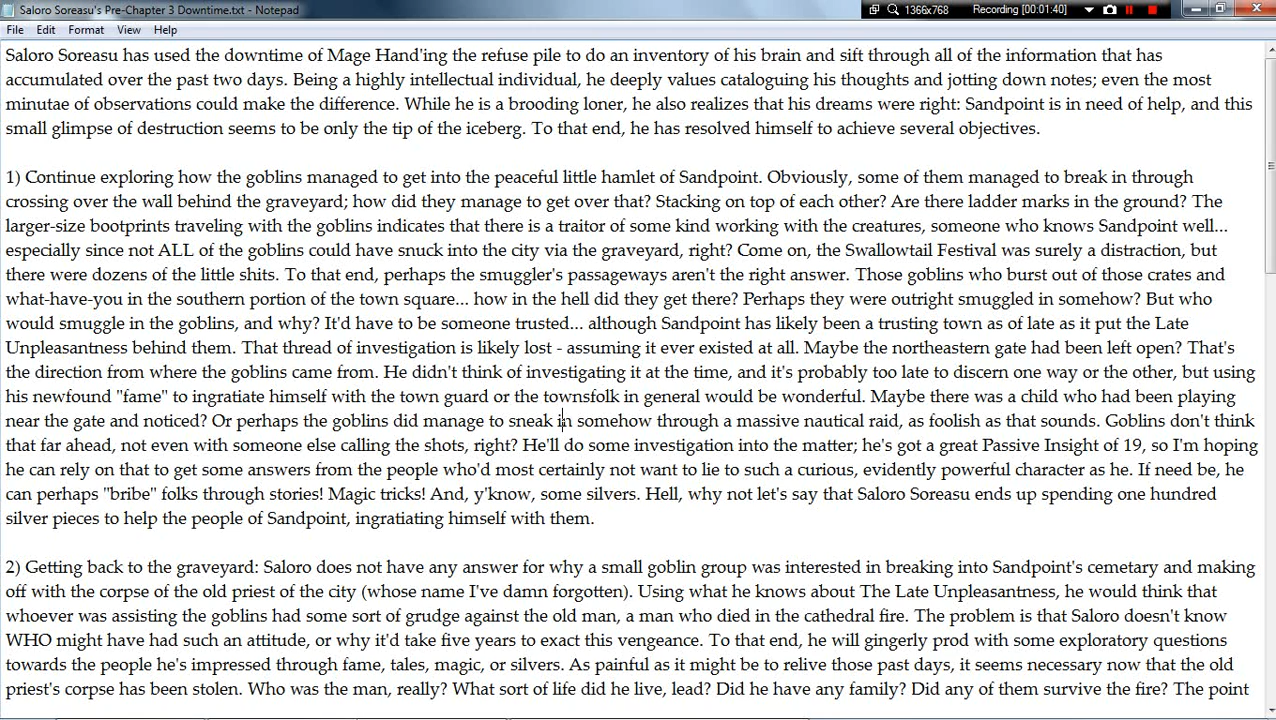 Saloro Soreasu's Pre-Chapter 3 Downtime.txt - Notepad
1366x768
Recording [00:01:40]
File Edit Format View Help
Saloro Soreasu has used the downtime of Mage Hand'ing the refuse pile to do an inventory of his brain and sift through all of the information that has
accumulated over the past two days. Being a highly intellectual individual, he deeply values cataloguing his thoughts and jotting down notes; even the most
minutae of observations could make the difference. While he is a brooding loner, he also realizes that his dreams were right: Sandpoint is in need of help, and this
small glimpse of destruction seems to be only the tip of the iceberg. To that end, he has resolved himself to achieve several objectives.
1) Continue exploring how the goblins managed to get into the peaceful little hamlet of Sandpoint. Obviously, some of them managed to break in through
crossing over the wall behind the graveyard; how did they manage to get over that? Stacking on top of each other? Are there ladder marks in the ground? The
larger-size bootprints traveling with the goblins indicates that there is a traitor of some kind working with the creatures, someone who knows Sandpoint well...
especially since not ALL of the goblins could have snuck into the city via the graveyard, right? Come on, the Swallowtail Festival was surely a distraction, but
there were dozens of the little shits. To that end, perhaps the smuggler's passageways aren't the right answer. Those goblins who burst out of those crates and
what-have-you in the southern portion of the town square... how in the hell did they get there? Perhaps they were outright smuggled in somehow? But who
would smuggle in the goblins, and why? It'd have to be someone trusted... although Sandpoint has likely been a trusting town as of late as it put the Late
Unpleasantness behind them. That thread of investigation is likely lost - assuming it ever existed at all. Maybe the northeastern gate had been left open? That's
the direction from where the goblins came from. He didn't think of investigating it at the time, and it's probably too late to discern one way or the other, but using
his newfound "fame" to ingratiate himself with the town guard or the townsfolk in general would be wonderful. Maybe there was a child who had been playing
near the gate and noticed? Or perhaps the goblins did manage to sneak in somehow through a massive nautical raid, as foolish as that sounds. Goblins don't think
that far ahead, not even with someone else calling the shots, right? He'll do some investigation into the matter; he's got a great Passive Insight of 19, so I'm hoping
he can rely on that to get some answers from the people who'd most certainly not want to lie to such a curious, evidently powerful character as he. If need be, he
can perhaps "bribe" folks through stories! Magic tricks! And, y'know, some silvers. Hell, why not let's say that Saloro Soreasu ends up spending one hundred
silver pieces to help the people of Sandpoint, ingratiating himself with them.
2) Getting back to the graveyard: Saloro does not have any answer for why a small goblin group was interested in breaking into Sandpoint's cemetary and making
off with the corpse of the old priest of the city (whose name I've damn forgotten). Using what he knows about The Late Unpleasantness, he would think that
whoever was assisting the goblins had some sort of grudge against the old man, a man who died in the cathedral fire. The problem is that Saloro doesn't know
WHO might have had such an attitude, or why it'd take five years to exact this vengeance. To that end, he will gingerly prod with some exploratory questions
towards the people he's impressed through fame, tales, magic, or silvers. As painful as it might be to relive those past days, it seems necessary now that the old
priest's corpse has been stolen. Who was the man, really? What sort of life did he live, lead? Did he have any family? Did any of them survive the fire? The point